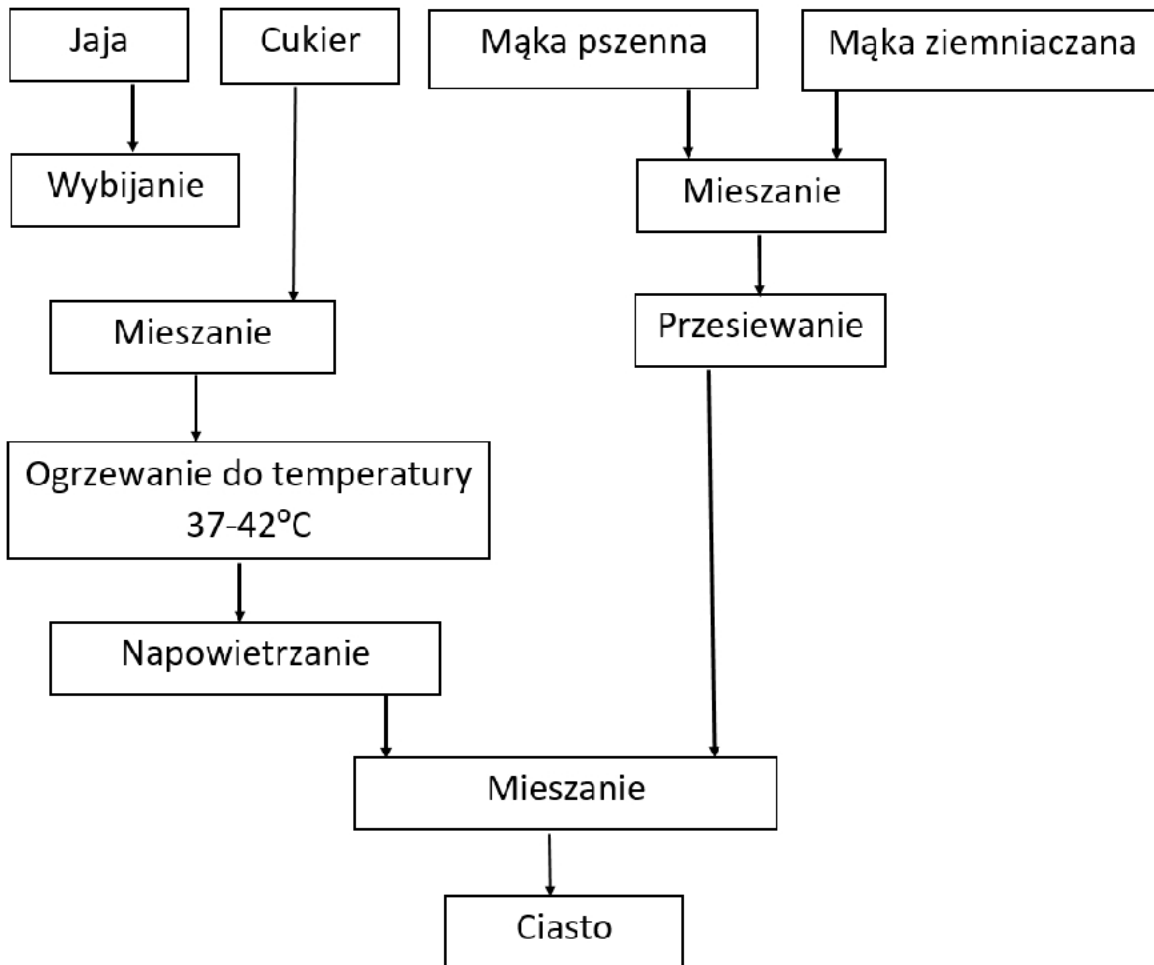 Jaja
Cukier
Mąka pszenna
Mąka ziemniaczana
Wybijanie
Mieszanie
Mieszanie
Przesiewanie
Ogrzewanie do temperatury
37-42°C
Napowietrzanie
Mieszanie
Ciasto